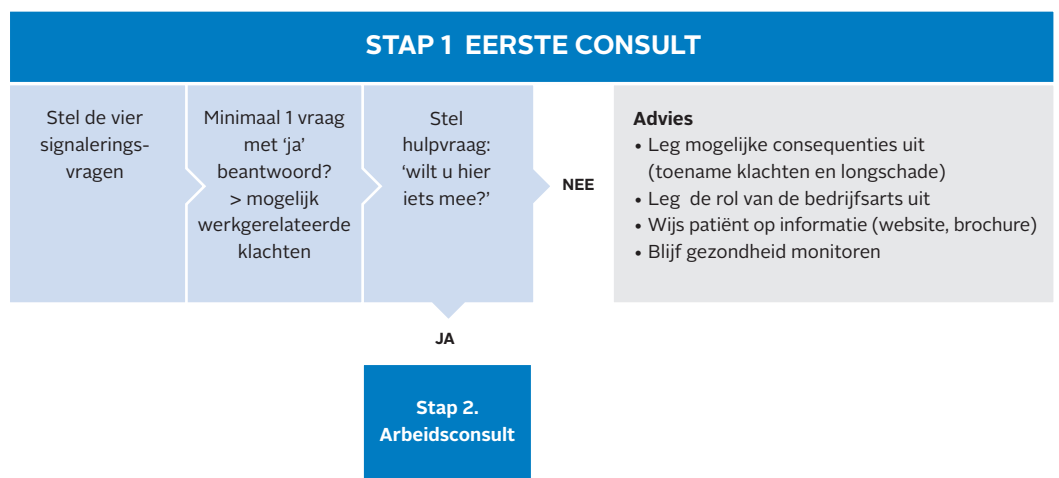 STAP 1 EERSTE CONSULT
Stel de vier
signalerings-
vragen
Minimaal 1 vraag
met ‘ja’
beantwoord?
> mogelijk
werkgerelateerde
klachten
Stel
hulpvraag:
‘wilt u hier
iets mee?’
NEE
Advies
• Leg mogelijke consequenties uit
(toename klachten en longschade)
• Leg de rol van de bedrijfsarts uit
• Wijs patiënt op informatie (website, brochure)
• Blijf gezondheid monitoren
JA
Stap 2.
Arbeidsconsult